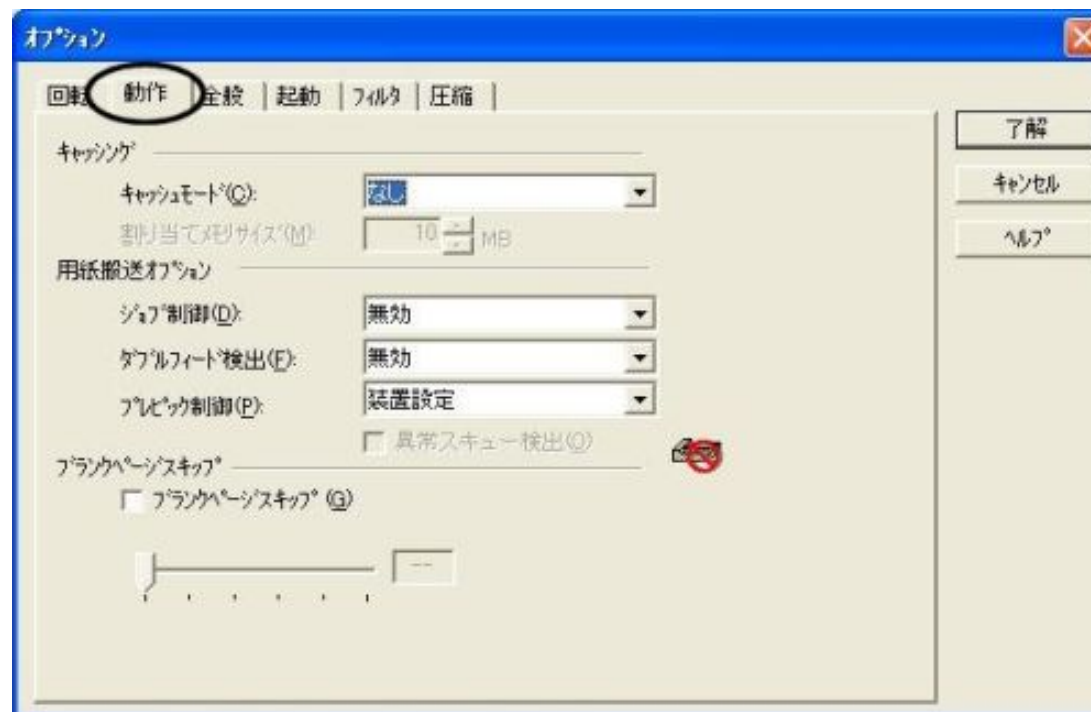 オプション
回転 動作 全般 起動 フィルタ 圧縮
了解
キャンセル
ヘルプ
キャッシング
キャッシュモード(C): なし
割り当てメモリサイズ(M): 10 MB
用紙搬送オプション
ジョブ制御(D): 無効
ダブルフィード検出(F): 無効
プレピック制御(P): 装置設定
異常スキュー検出(O)
ブランクページスキップ
ブランクページスキップ(G)
--